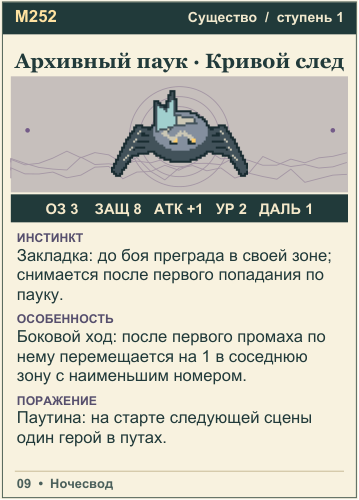 M252
Существо / ступень 1
Архивный паук · Кривой след
ОЗ 3 ЗАЩ 8 АТК +1 УР 2 ДАЛЬ 1
ИНСТИНКТ
Закладка: до боя преграда в своей зоне;
снимается после первого попадания по
пауку.
ОСОБЕННОСТЬ
Боковой ход: после первого промаха по
нему перемещается на 1 в соседнюю
зону с наименьшим номером.
ПОРАЖЕНИЕ
Паутина: на старте следующей сцены
один герой в путах.
09 • Ночесвод